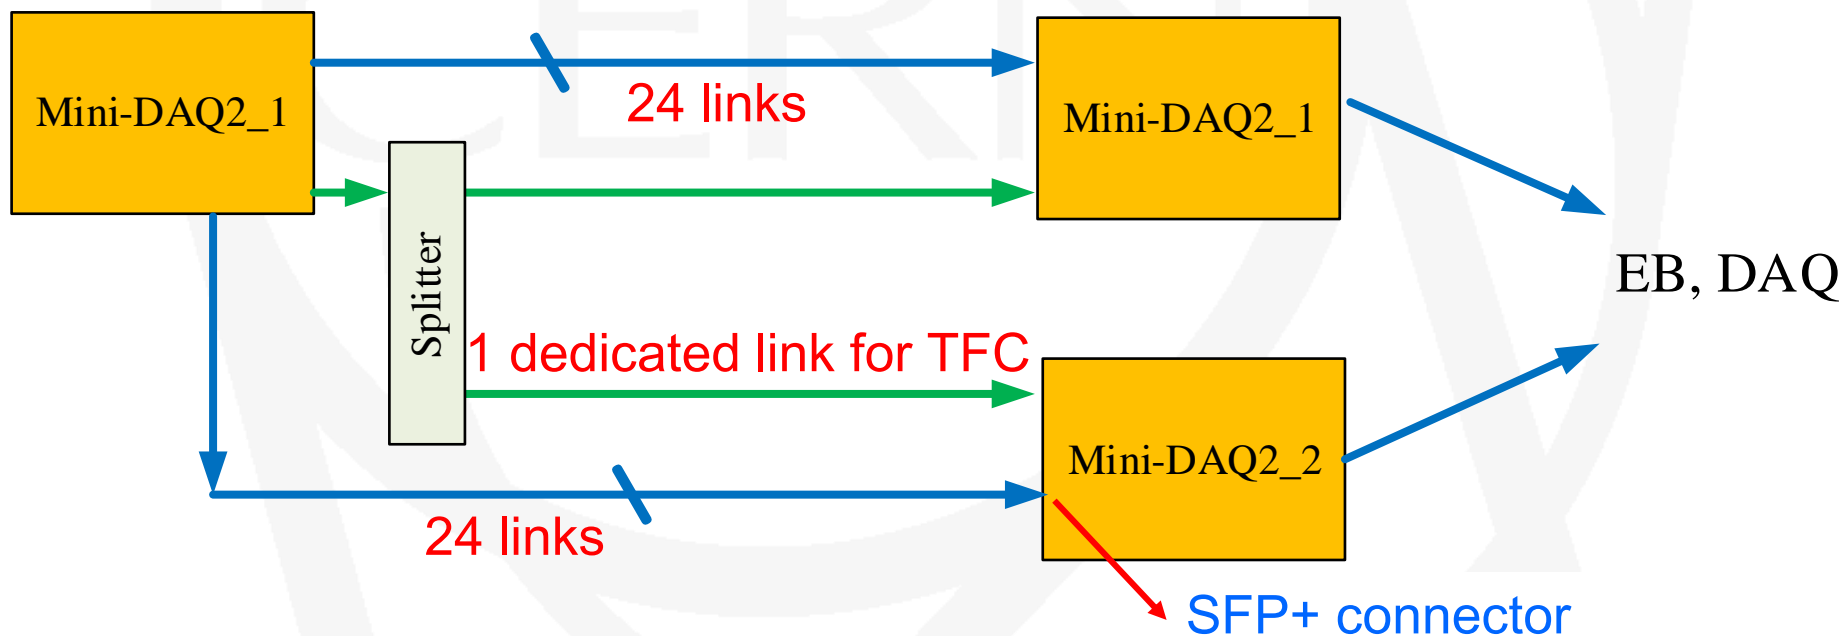 Mini-DAQ2_1
24 links
Mini-DAQ2_1
Splitter
EB, DAQ
1 dedicated link for TFC
Mini-DAQ2_2
24 links
SFP+ connector